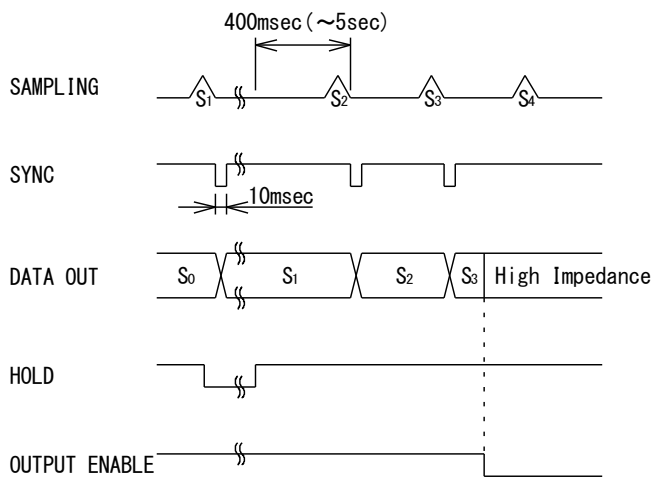 400msec(～5sec)
SAMPLING
S1 S2 S3 S4
SYNC
10msec
DATA OUT
S0 S1 S2 S3 High Impedance
HOLD
OUTPUT ENABLE